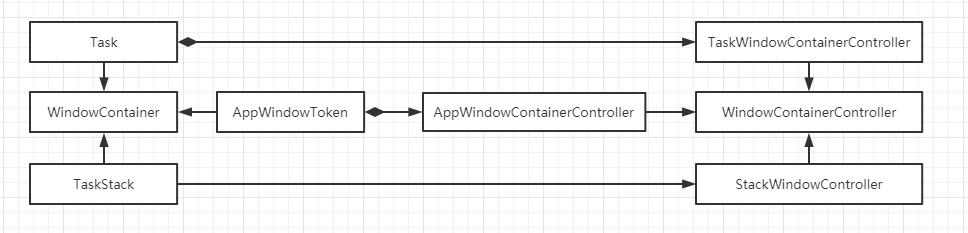 Task
TaskWindowContainerController
WindowContainer
AppWindowToken
AppWindowContainerController
WindowContainerController
TaskStack
StackWindowController